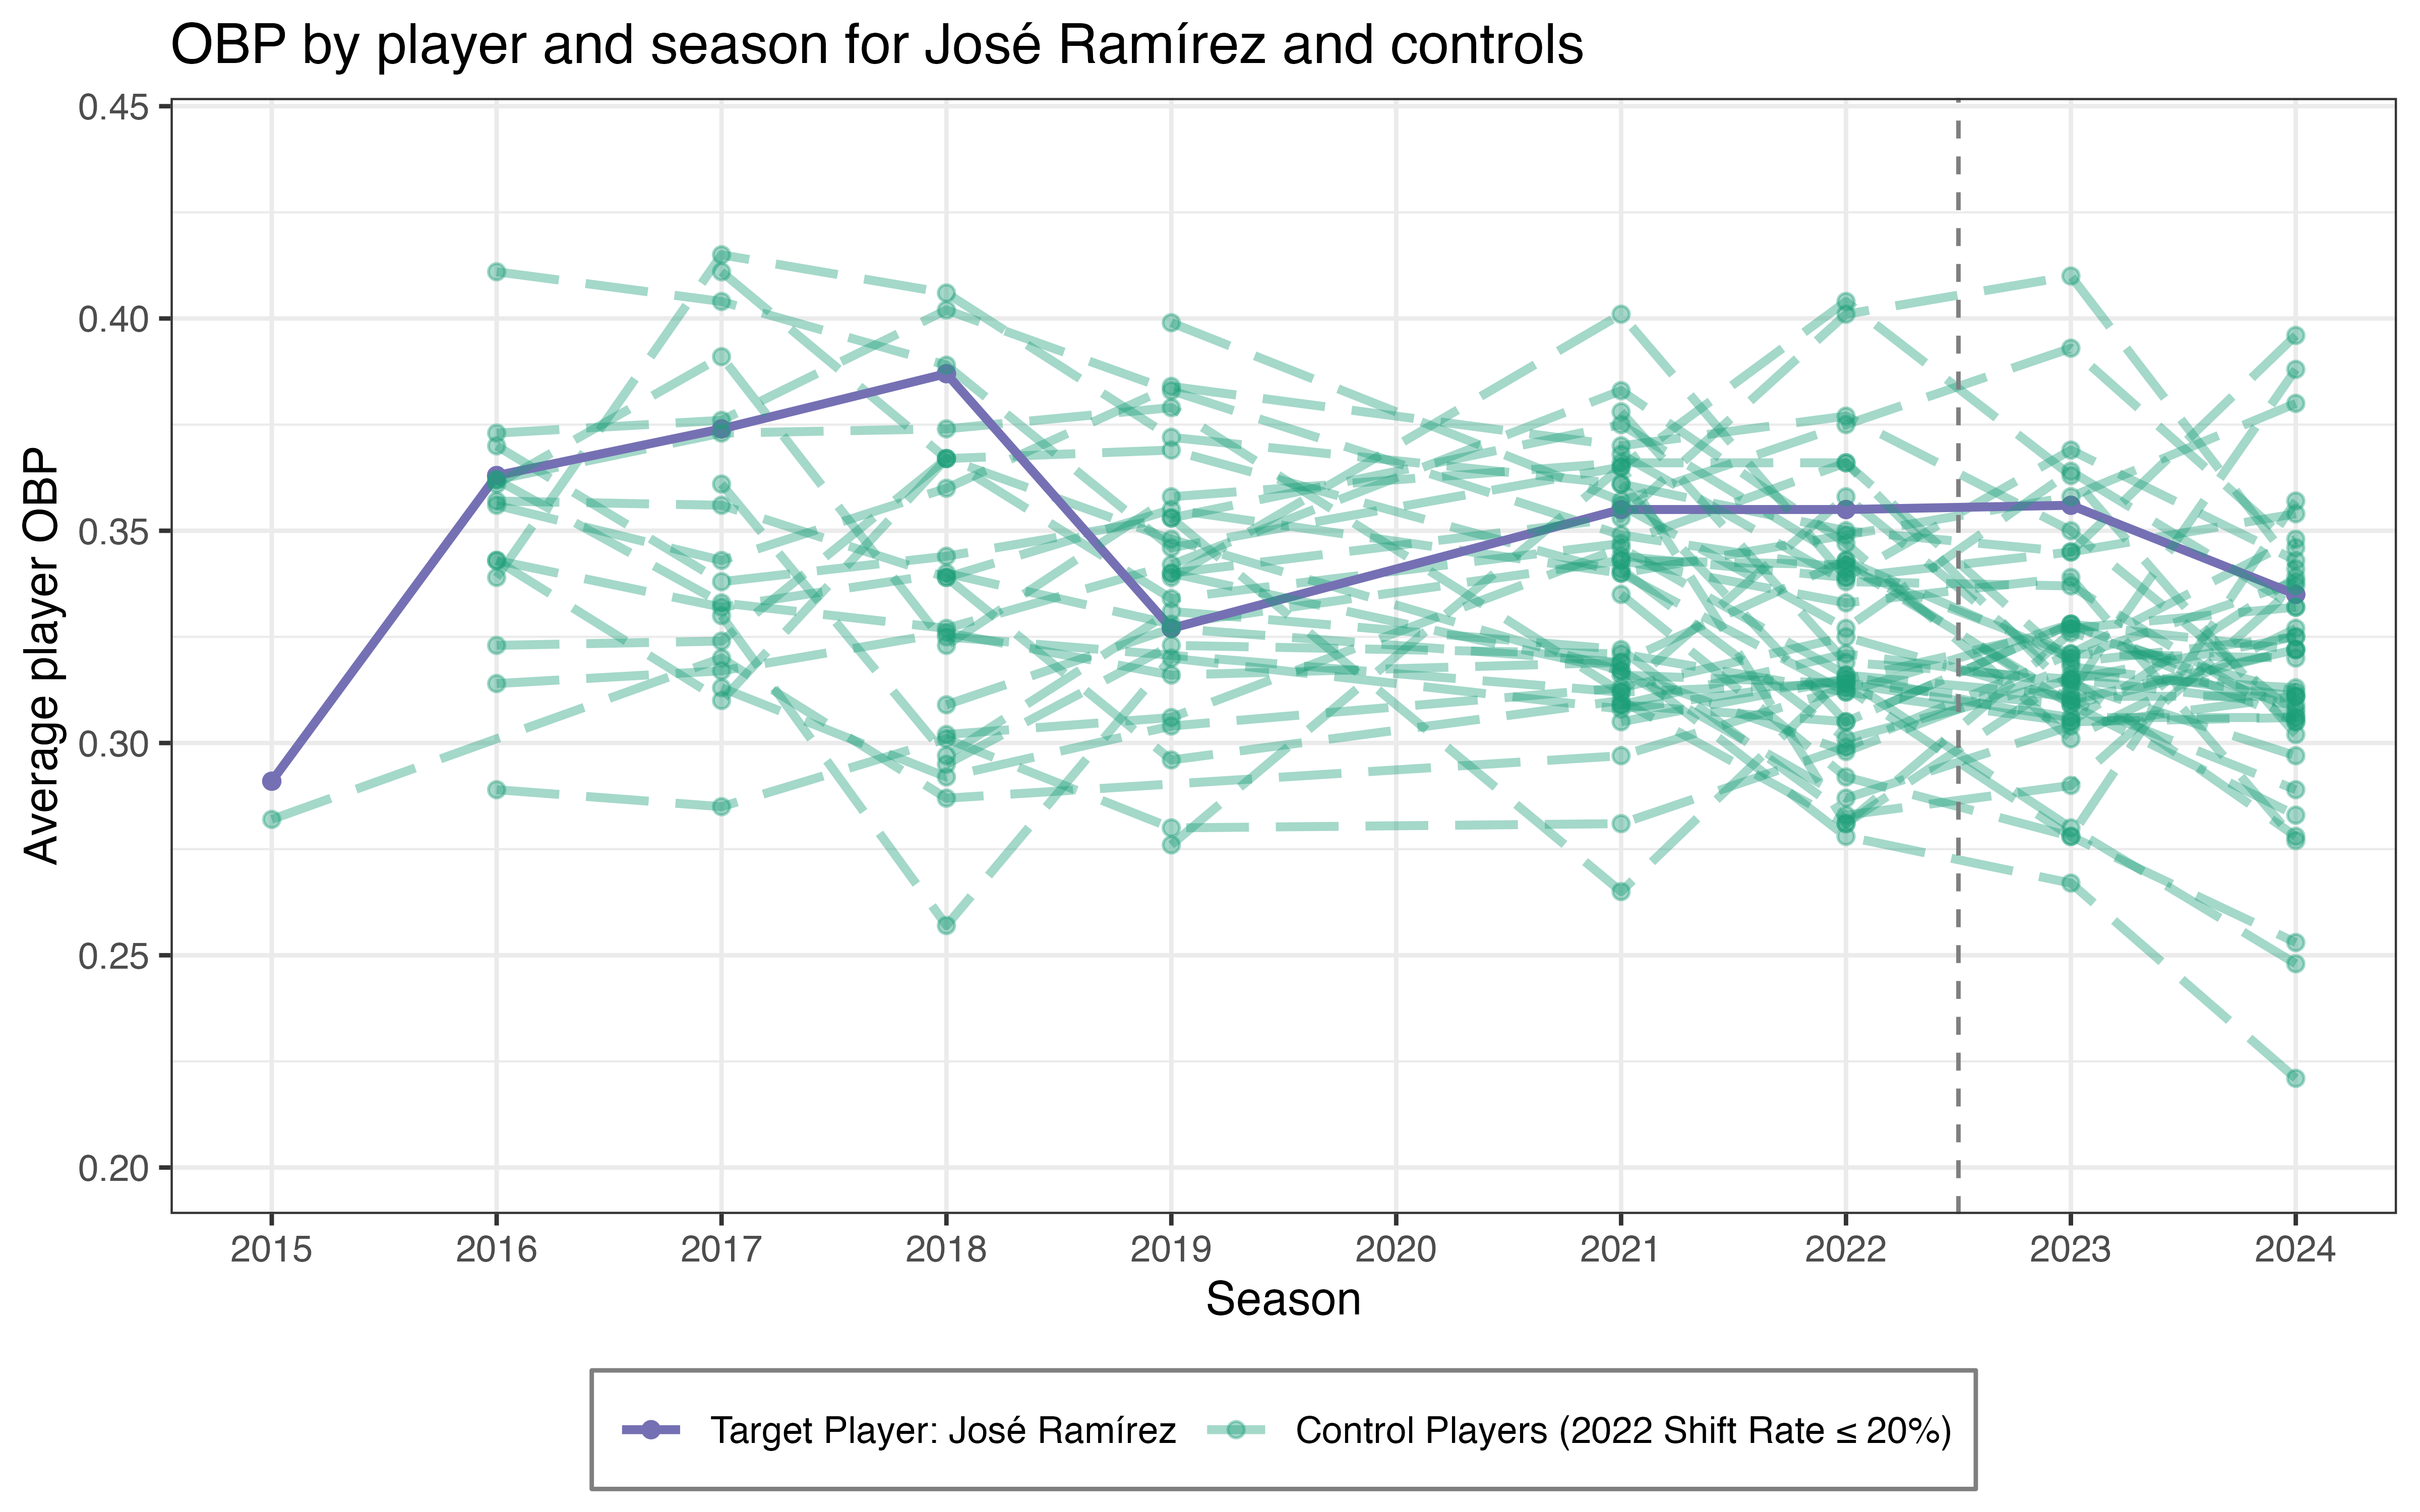 OBP by player and season for José Ramírez and controls
Average player OBP
0.45
0.40
0.35
0.30
0.25
0.20
2015 2016 2017 2018 2019 2020 2021 2022 2023 2024
Season
Target Player: José Ramírez Control Players (2022 Shift Rate ≤ 20%)